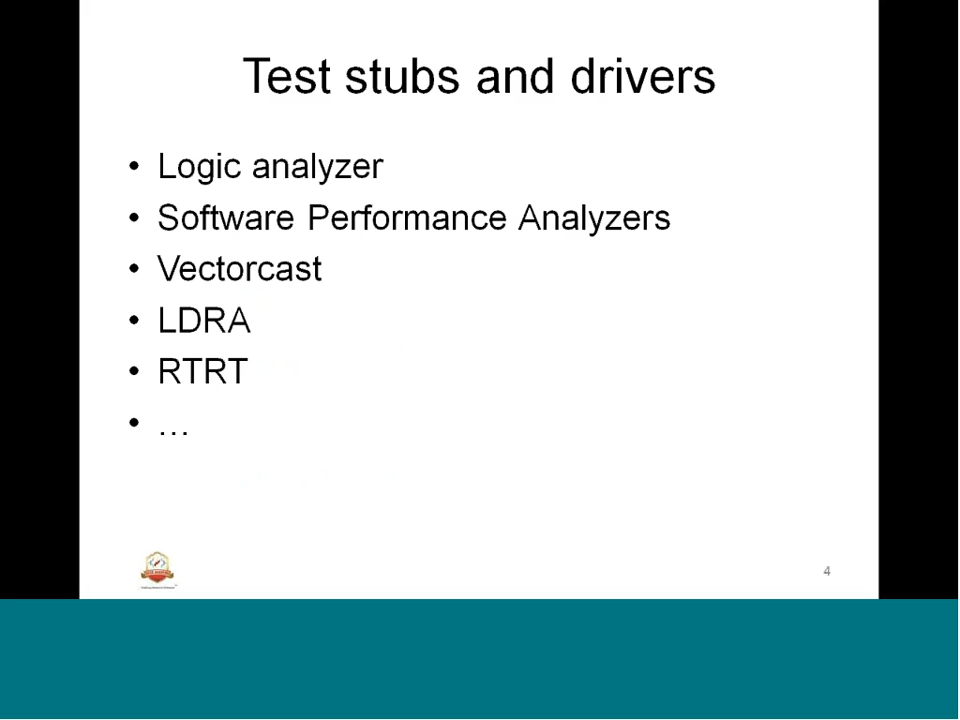 Test stubs and drivers
• Logic analyzer
• Software Performance Analyzers
• Vectorcast
• LDRA
• RTRT
• …
4